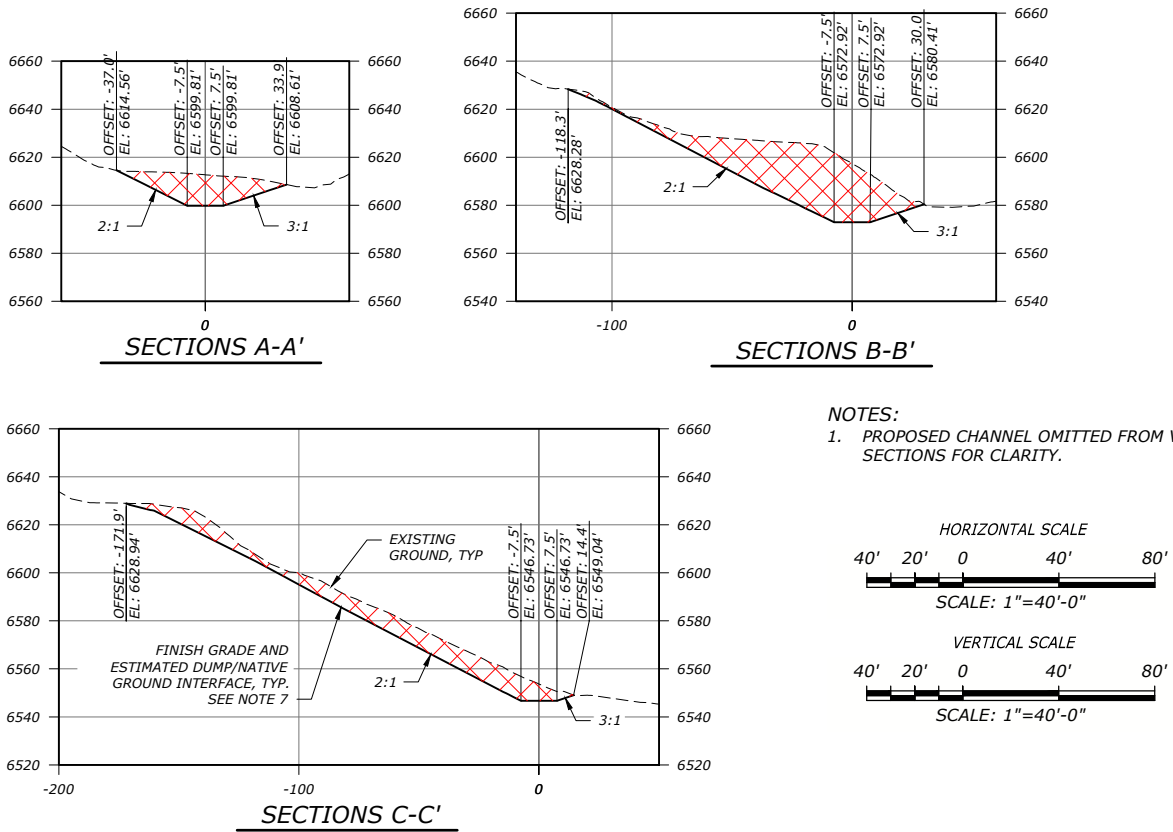 6660
6640
6620
6600
6580
6560
OFFSET: -37.0'
EL: 6614.56'
OFFSET: -7.5'
EL: 6599.81'
OFFSET: 7.5'
EL: 6599.81'
OFFSET: 33.9
EL: 6608.61'
2:1
3:1
6660
6640
6620
6600
6580
6560
0
SECTIONS A-A'
6660
6640
6620
6600
6580
6560
6540
OFFSET: -118.3'
EL: 6628.28'
OFFSET: -7.5'
EL: 6572.92'
OFFSET: 7.5'
EL: 6572.92'
OFFSET: 30.0
EL: 6580.41'
2:1
3:1
6660
6640
6620
6600
6580
6560
6540
-100
0
SECTIONS B-B'
6660
6640
6620
6600
6580
6560
6540
6520
OFFSET: -171.9'
EL: 6628.94'
EXISTING
GROUND, TYP
OFFSET: -7.5'
EL: 6546.73'
OFFSET: 7.5'
EL: 6546.73'
OFFSET: 14.4'
EL: 6549.04'
FINISH GRADE AND
ESTIMATED DUMP/NATIVE
GROUND INTERFACE, TYP.
SEE NOTE 7
2:1
3:1
6660
6640
6620
6600
6580
6560
6540
6520
-200
-100
0
SECTIONS C-C'
NOTES:
1. PROPOSED CHANNEL OMITTED FROM
SECTIONS FOR CLARITY.
HORIZONTAL SCALE
40' 20' 0 40' 80'
SCALE: 1"=40'-0"
VERTICAL SCALE
40' 20' 0 40' 80'
SCALE: 1"=40'-0"